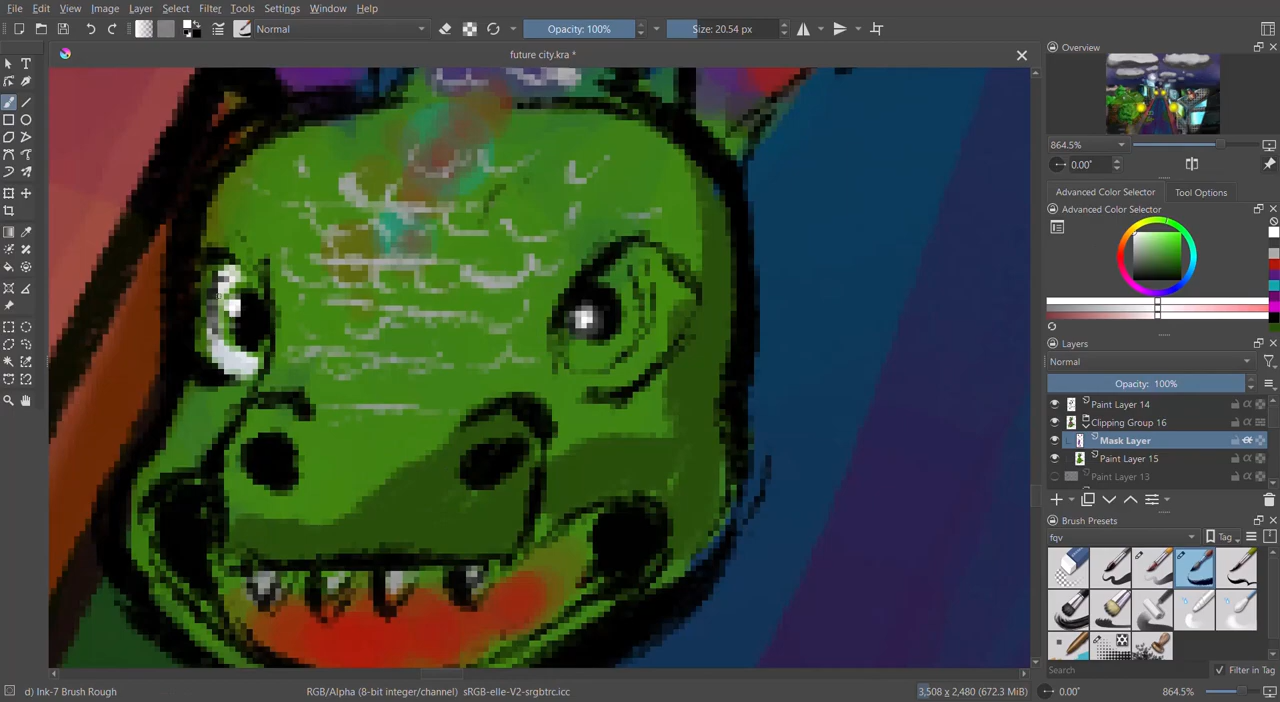 File Edit View Image Layer Select Filter Tools Settings Window Help
Normal Opacity: 100% Size: 20.54 px
future city.kra *
Overview
864.5%
0.00°
Advanced Color Selector Tool Options
Advanced Color Selector
Layers
Normal
Opacity: 100%
Paint Layer 14
Clipping Group 16
Mask Layer
Paint Layer 15
Paint Layer 13
Brush Presets
fqv Tag
Search Filter in Tag
d) Ink-7 Brush Rough RGB/Alpha (8-bit integer/channel) sRGB-elle-V2-srgbtrc.icc 3,508 x 2,480 (672.3 MiB) 0.00° 864.5%